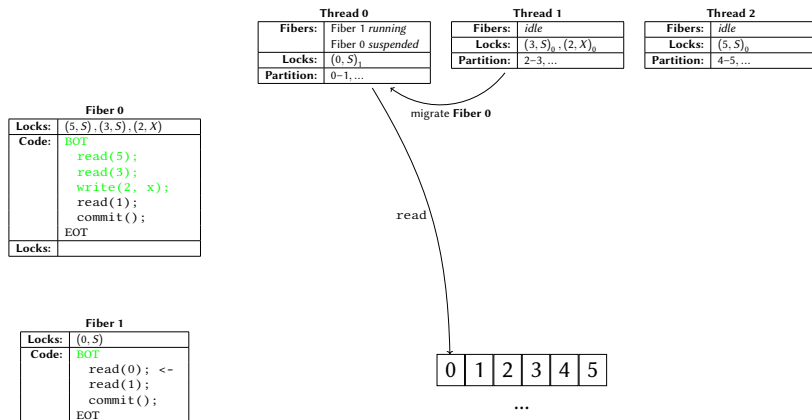 Thread 0
Fibers: Fiber 1 running
Fiber 0 suspended
Locks: (0, S)₁
Partition: 0–1, ...
Thread 1
Fibers: idle
Locks: (3, S)₀, (2, X)₀
Partition: 2–3, ...
Thread 2
Fibers: idle
Locks: (5, S)₀
Partition: 4–5, ...
migrate Fiber 0
Fiber 0
Locks: (5, S), (3, S), (2, X)
Code: BOT
read(5);
read(3);
write(2, x);
read(1);
commit();
EOT
Locks:
read
Fiber 1
Locks: (0, S)
Code: BOT
read(0); <-
read(1);
commit();
EOT
0 1 2 3 4 5
...